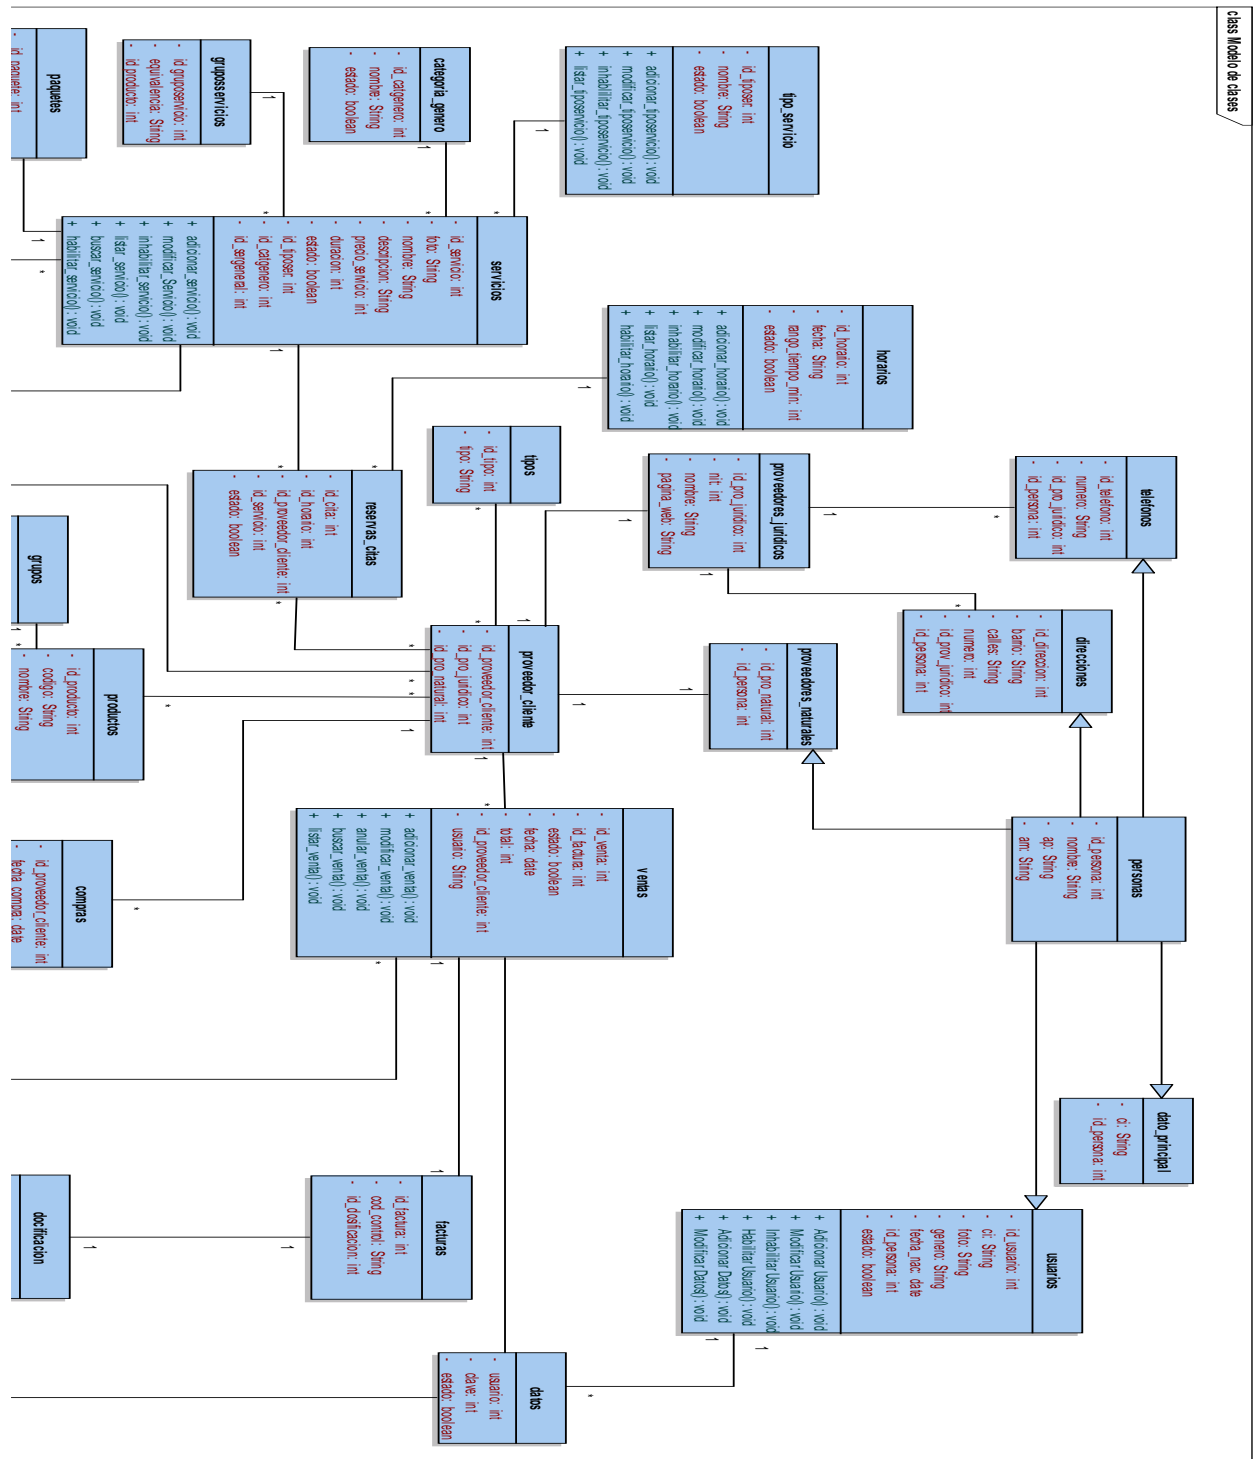 class Modelo de clases
tipo_servicio
- id_tiposer: int
- nombre: String
- estado: boolean
+ adicionar_tiposervicio() : void
+ modificar_tiposervicio() : void
+ inhablilitar_tiposervicio() : void
+ listar_tiposervicio() : void
categoria_genero
- id_catgenero: int
- nombre: String
- estado: boolean
gruposservicios
- id_gruposervicio: int
- equivalencia: String
- id_producto: int
paquetes
- id_paquete: int
servicios
- id_servicio: int
- foto: String
- nombre: String
- descripcion: String
- precio_servicio: int
- duracion: int
- estado: boolean
- id_tiposer: int
- id_catgenero: int
- id_sergeneral: int
+ adicionar_servicio() : void
+ modificar_Servicio() : void
+ inhabilitar_servicio() : void
+ listar_servicio() : void
+ buscar_servicio() : void
+ habilitar_servicio() : void
horarios
- id_horario: int
- fecha: String
- rango_tiempo_min: int
- estado: boolean
+ adicionar_horario() : void
+ modificar_horario() : void
+ inhabilitar_horario() : void
+ listar_horario() : void
+ habilitar_horario() : void
telefonos
- id_telefono: int
- numero: String
- id_pro_juridico: int
- id_persona: int
proveedores_juridicos
- id_pro_juridico: int
- nit: int
- nombre: String
- pagina_web: String
tipos
- id_tipo: int
- tipo: String
reservas_citas
- id_cita: int
- id_horario: int
- id_proveedor_cliente: int
- id_servicio: int
- estado: boolean
grupos
direcciones
- id_direccion: int
- barrio: String
- calles: String
- numero: int
- id_prov_juridico: int
- id_persona: int
proveedores_naturales
- id_pro_natural: int
- id_persona: int
proveedor_cliente
- id_proveedor_cliente: int
- id_pro_juridico: int
- id_pro_natural: int
productos
- id_producto: int
- codigo: String
- nombre: String
personas
- id_persona: int
- nombre: String
- ap: String
- am: String
ventas
- id_venta: int
- id_factura: int
- estado: boolean
- fecha: date
- total: int
- id_proveedor_cliente: int
- usuario: String
+ adicionar_venta() : void
+ modificar_venta() : void
+ anular_venta() : void
+ buscar_venta() : void
+ listar_venta() : void
compras
- id_proveedor_cliente: int
- fecha_compra: date
dato_principal
- ci: String
- id_persona: int
usuarios
- id_usuario: int
- ci: String
- foto: String
- genero: String
- fecha_nac: date
- id_persona: int
- estado: boolean
+ Adicionar Usuario() : void
+ Modificar Usuario() : void
+ Inhabilitar Usuario() : void
+ Habilitar Usuario() : void
+ Adicionar Datos() : void
+ Modificar Datos() : void
facturas
- id_factura: int
- cod_control: String
- id_dosificacion: int
docificacion
datos
- usuario: int
- clave: int
- estado: boolean